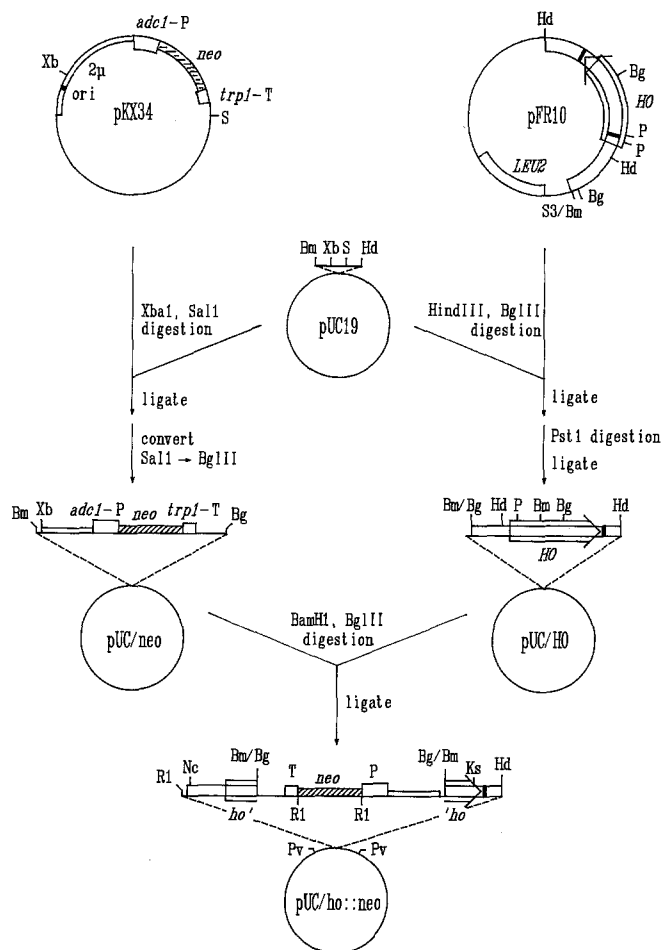 adc1-P
neo
Xb
2μ
ori
trp1-T
pKX34
S
Hd
Bg
HO
pFR10
P
P
Hd
LEU2
Bg
S3/Bm
Bm Xb S Hd
pUC19
Xba1, Sal1
digestion
HindIII, BglII
digestion
ligate
ligate
convert
Sal1 → BglII
Pst1 digestion
ligate
Bm Xb adc1-P neo trp1-T Bg
pUC/neo
Bm/Bg Hd P Bm Bg Hd
HO
pUC/HO
BamH1, BglII
digestion
ligate
R1 Nc Bm/Bg T neo P Bg/Bm Ks Hd
ho' R1 R1 'ho
Pv Pv
pUC/ho::neo